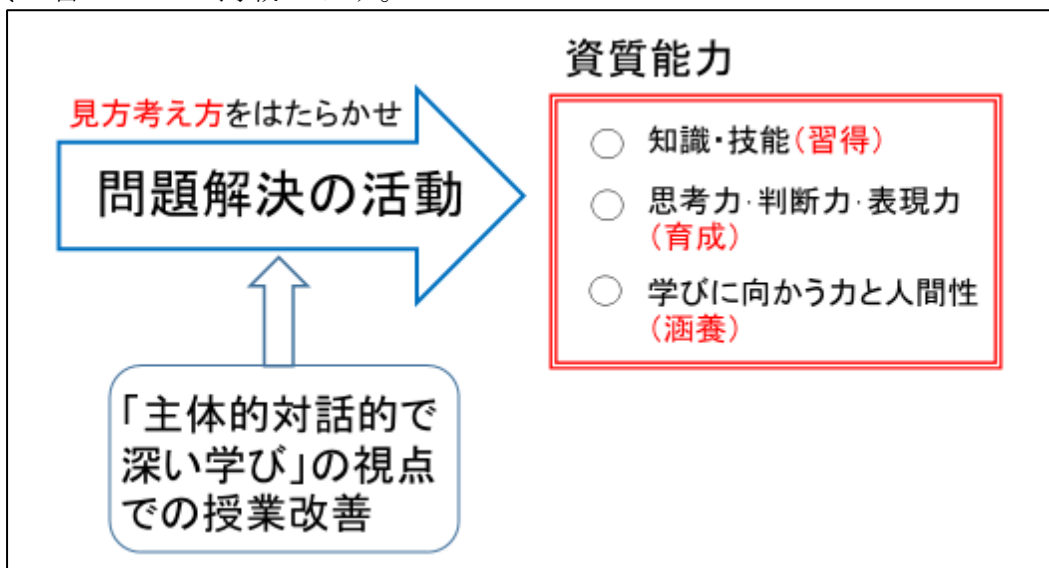 資質能力
見方考え方をはたらかせ
問題解決の活動
○ 知識・技能(習得)
○ 思考力・判断力・表現力
(育成)
○ 学びに向かう力と人間性
(涵養)
「主体的対話的で
深い学び」の視点
での授業改善